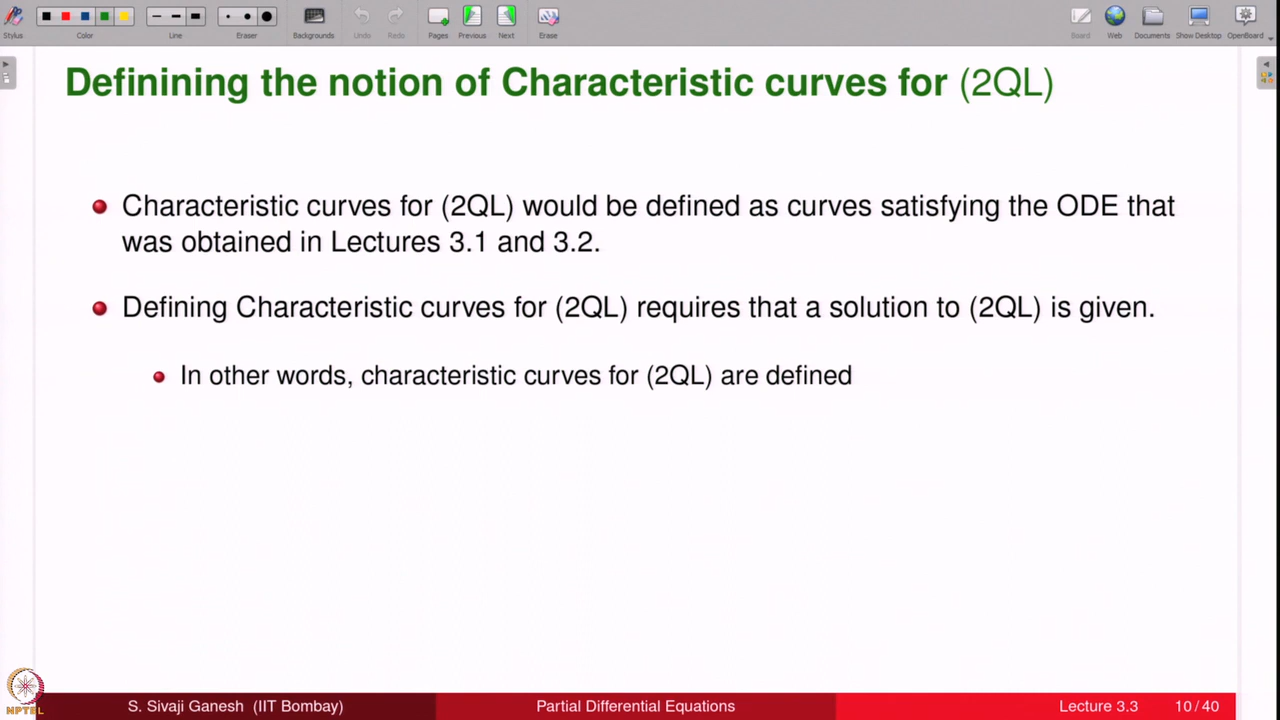 Stylus Color Line Eraser Backgrounds Undo Redo Pages Previous Next Erase Board Web Documents Show Desktop OpenBoard
Definining the notion of Characteristic curves for (2QL)
Characteristic curves for (2QL) would be defined as curves satisfying the ODE that
was obtained in Lectures 3.1 and 3.2.
Defining Characteristic curves for (2QL) requires that a solution to (2QL) is given.
In other words, characteristic curves for (2QL) are defined
NPTEL
S. Sivaji Ganesh (IIT Bombay) Partial Differential Equations Lecture 3.3 10 / 40